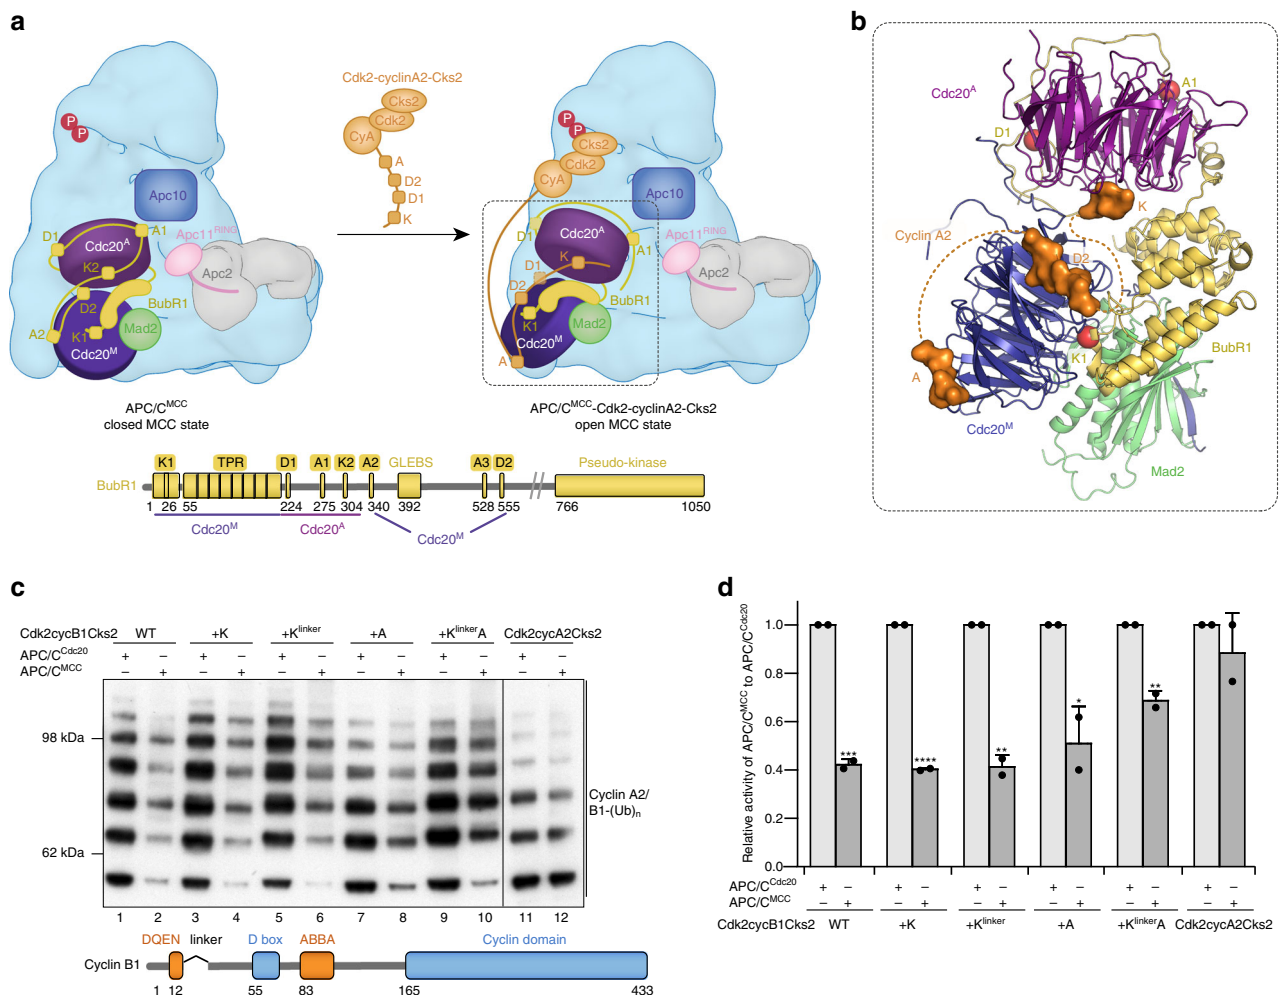 a
b
Cdk2-cyclinA2-Cks2
Cks2
Cdk2
CyA
A
D2
D1
K
P
P
Apc10
D1
A1
Cdc20A
K2
Apc11RING
Apc2
D2
BubR1
A2
K1
Mad2
Cdc20M
APC/CMCC
closed MCC state
P
P
Cks2
Cdk2
CyA
Apc10
D1
Cdc20A
A1
Apc11RING
K
D1
Apc2
D2
BubR1
K1
Mad2
Cdc20M
A
APC/CMCC-Cdk2-cyclinA2-Cks2
open MCC state
K1 TPR D1 A1 K2 A2 GLEBS A3 D2 Pseudo-kinase
BubR1
1 26 55 224 275 304 340 392 528 555 766 1050
Cdc20M Cdc20A Cdc20M
Cdc20A
A1
D1
K
Cyclin A2
D2
K1
BubR1
A
Cdc20M
Mad2
c
Cdk2cycB1Cks2 WT +K +Klinker +A +KlinkerA Cdk2cycA2Cks2
APC/CCdc20 + – + – + – + – + – + –
APC/CMCC – + – + – + – + – + – +
98 kDa
62 kDa
Cyclin A2/
B1-(Ub)n
1 2 3 4 5 6 7 8 9 10 11 12
DQEN linker D box ABBA Cyclin domain
Cyclin B1
1 12 55 83 165 433
d
Relative activity of APC/CMCC to APC/CCdc20
1.0
0.8
0.6
0.4
0.2
0.0
*** **** ** * **
APC/CCdc20 + – + – + – + – + – + –
APC/CMCC – + – + – + – + – + – +
Cdk2cycB1Cks2 WT +K +Klinker +A +KlinkerA Cdk2cycA2Cks2